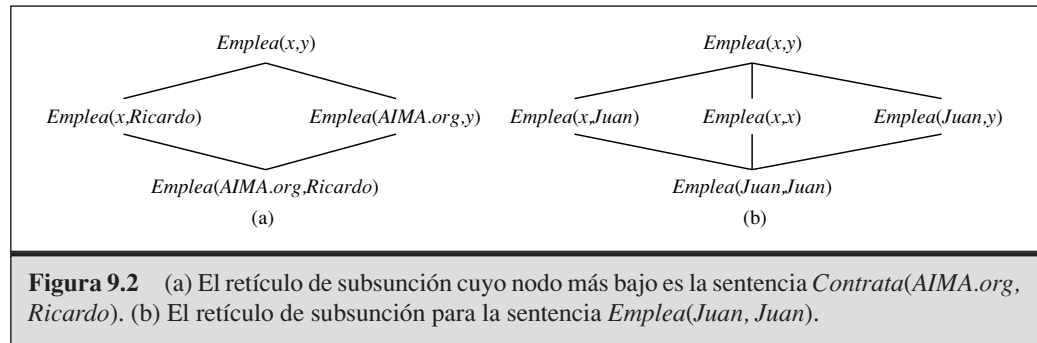 Emplea(x,y) Emplea(x,y)
Emplea(x,Ricardo) Emplea(AIMA.org,y) Emplea(x,Juan) Emplea(x,x) Emplea(Juan,y)
Emplea(AIMA.org,Ricardo) Emplea(Juan,Juan)
(a) (b)
Figura 9.2 (a) El retículo de subsunción cuyo nodo más bajo es la sentencia Contrata(AIMA.org,
Ricardo). (b) El retículo de subsunción para la sentencia Emplea(Juan, Juan).